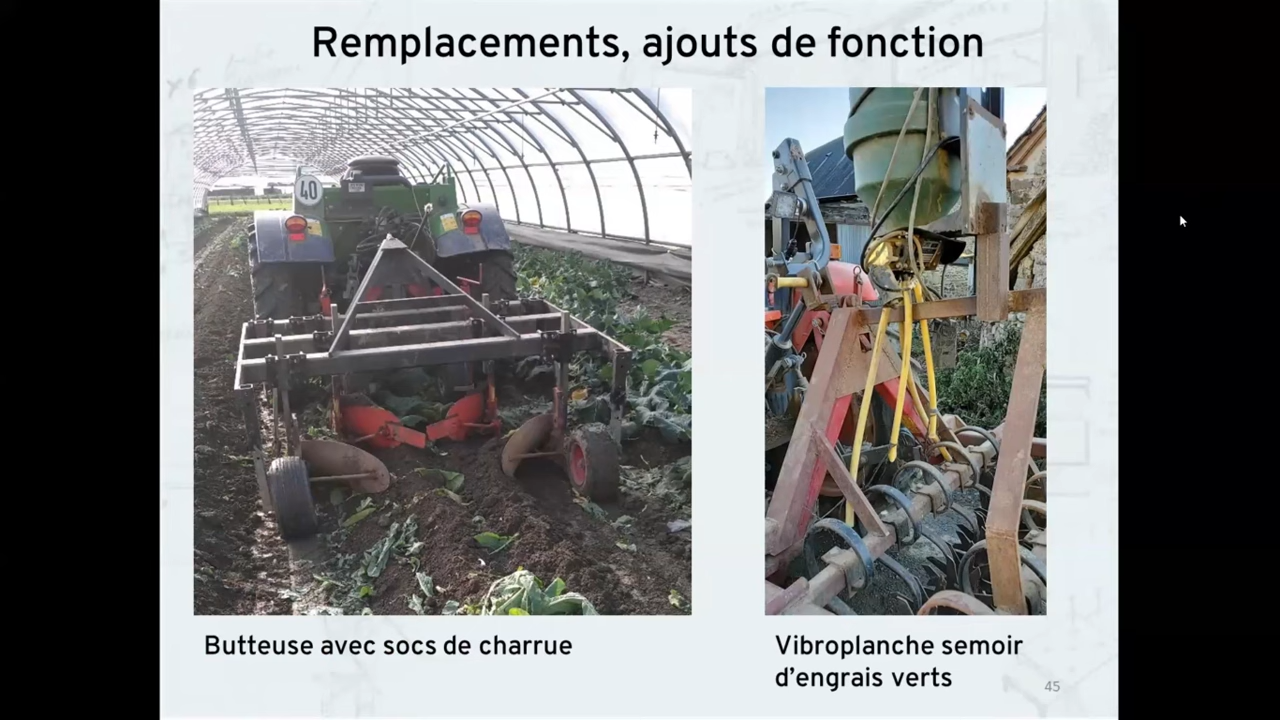 Remplacements, ajouts de fonction
40
Butteuse avec socs de charrue
Vibroplanche semoir
d'engrais verts
45